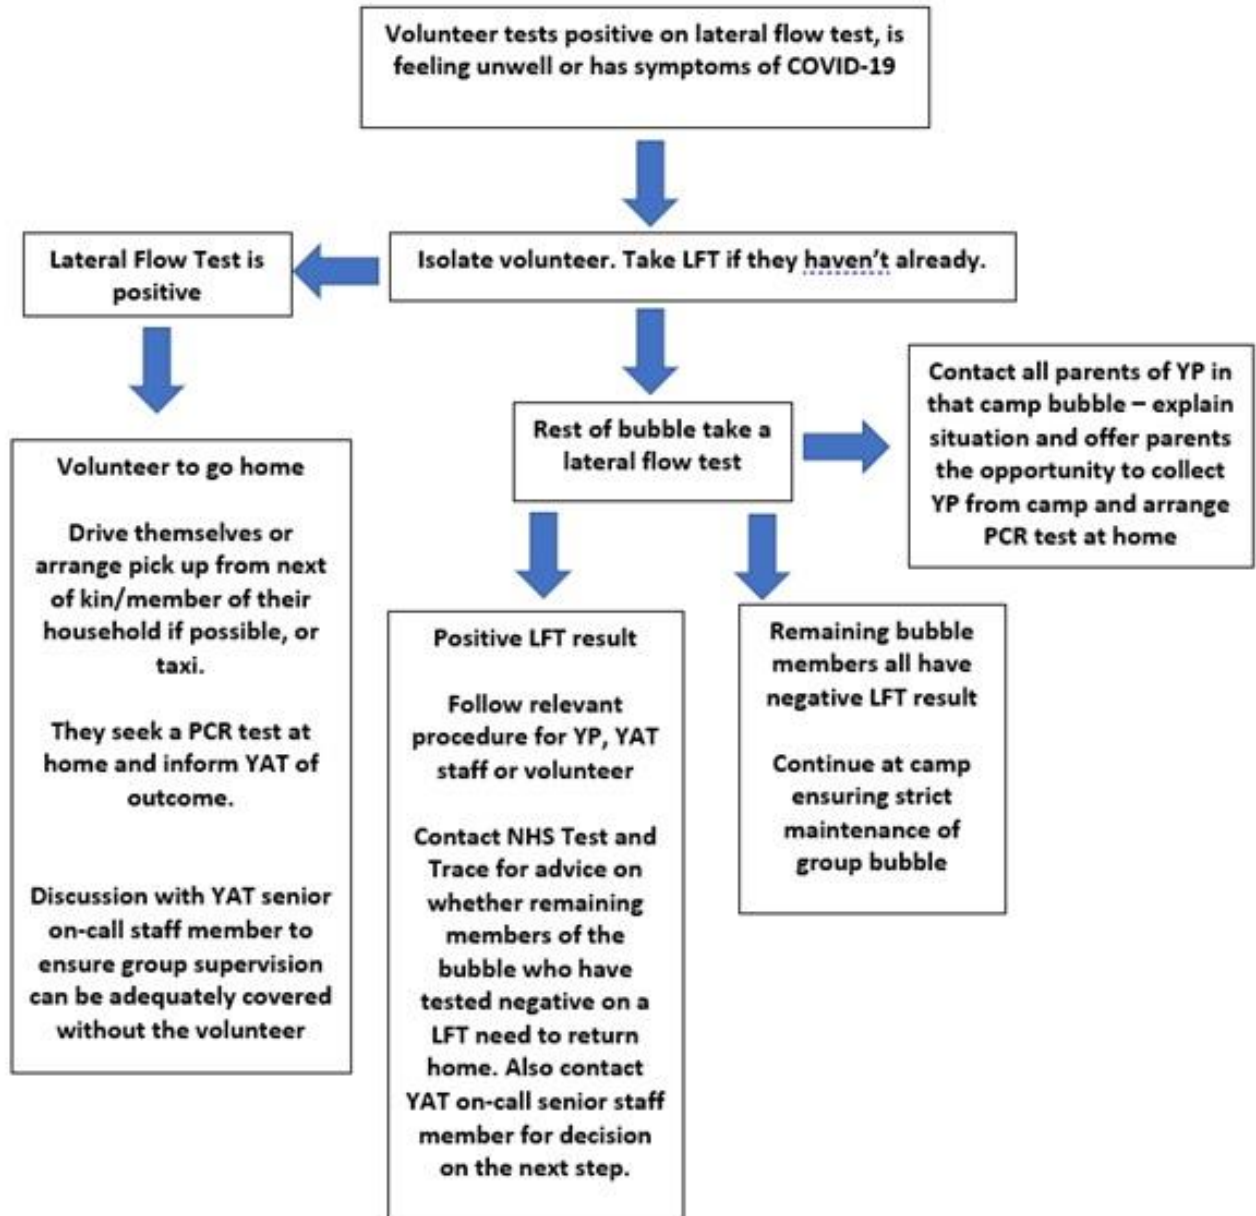 Volunteer tests positive on lateral flow test, is
feeling unwell or has symptoms of COVID-19
Lateral Flow Test is
positive
Isolate volunteer. Take LFT if they haven't already.
Rest of bubble take a
lateral flow test
Contact all parents of YP in
that camp bubble – explain
situation and offer parents
the opportunity to collect
YP from camp and arrange
PCR test at home
Volunteer to go home
Drive themselves or
arrange pick up from next
of kin/member of their
household if possible, or
taxi.
They seek a PCR test at
home and inform YAT of
outcome.
Discussion with YAT senior
on-call staff member to
ensure group supervision
can be adequately covered
without the volunteer
Positive LFT result
Follow relevant
procedure for YP, YAT
staff or volunteer
Contact NHS Test and
Trace for advice on
whether remaining
members of the
bubble who have
tested negative on a
LFT need to return
home. Also contact
YAT on-call senior staff
member for decision
on the next step.
Remaining bubble
members all have
negative LFT result
Continue at camp
ensuring strict
maintenance of
group bubble